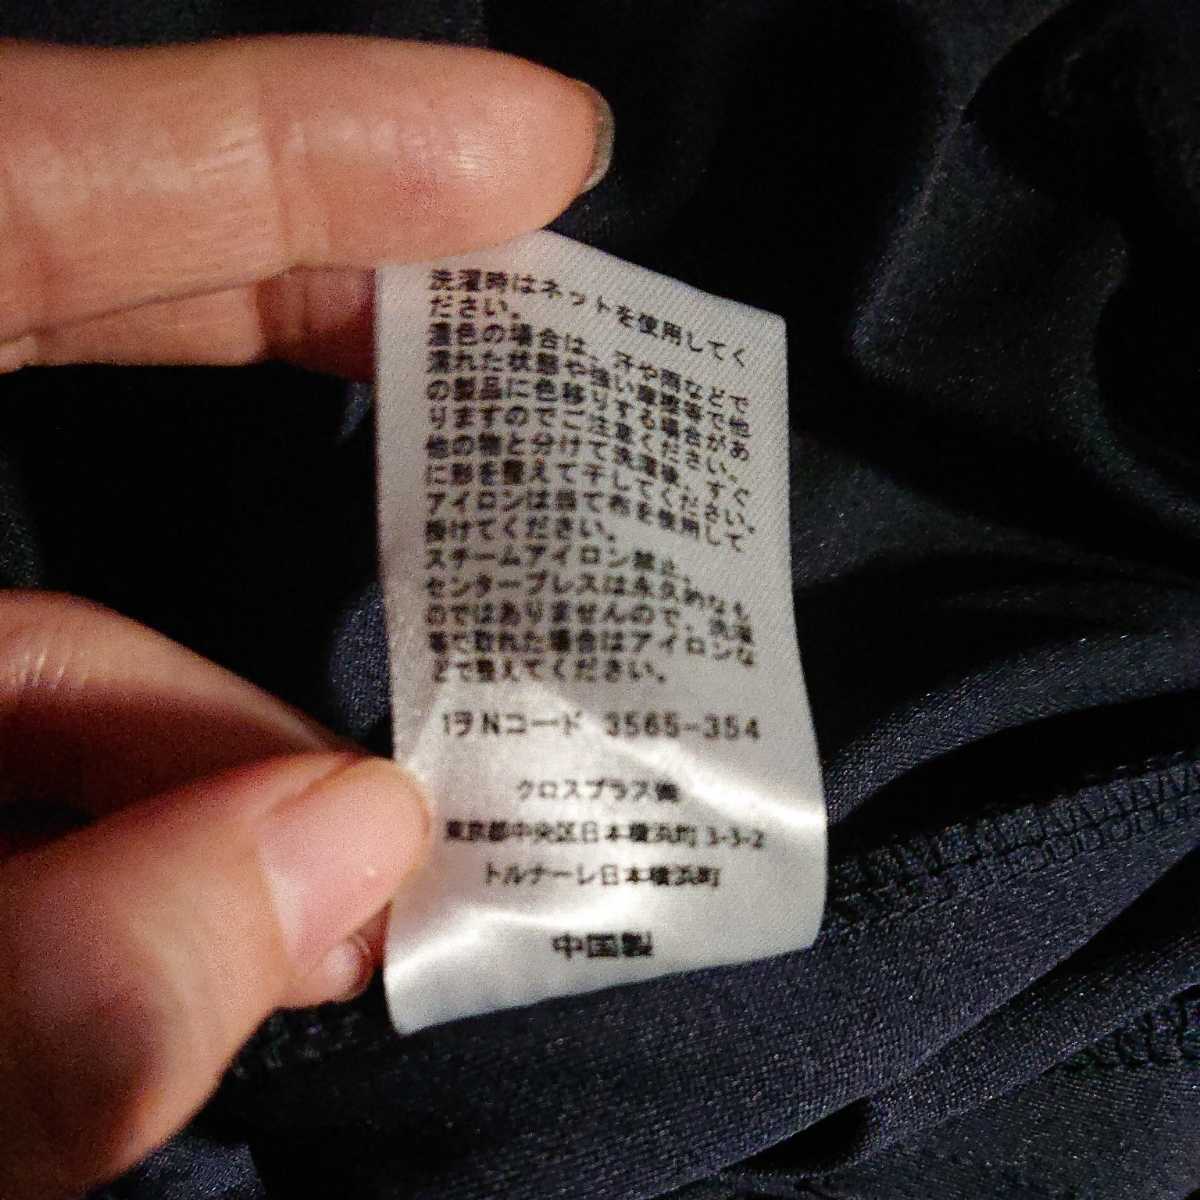 洗濯時はネットを使用してく
ださい。
濃色の場合は、汗や雨などで
濡れた状態や強い摩擦等で他
の製品に色移りする場合があ
りますのでご注意ください。
他の物と分けて洗濯後、すぐ
に形を整えて干してください。
アイロンは当て布を使用して
掛けてください。
スチームアイロン禁止。
センタープレスは永久的なも
のではありませんので、洗濯
等で取れた場合はアイロンな
どで整えてください。
1ヲNコード 3565-354
クロスプラス㈱
東京都中央区日本橋浜町 3-3-2
トルナーレ日本橋浜町
中国製